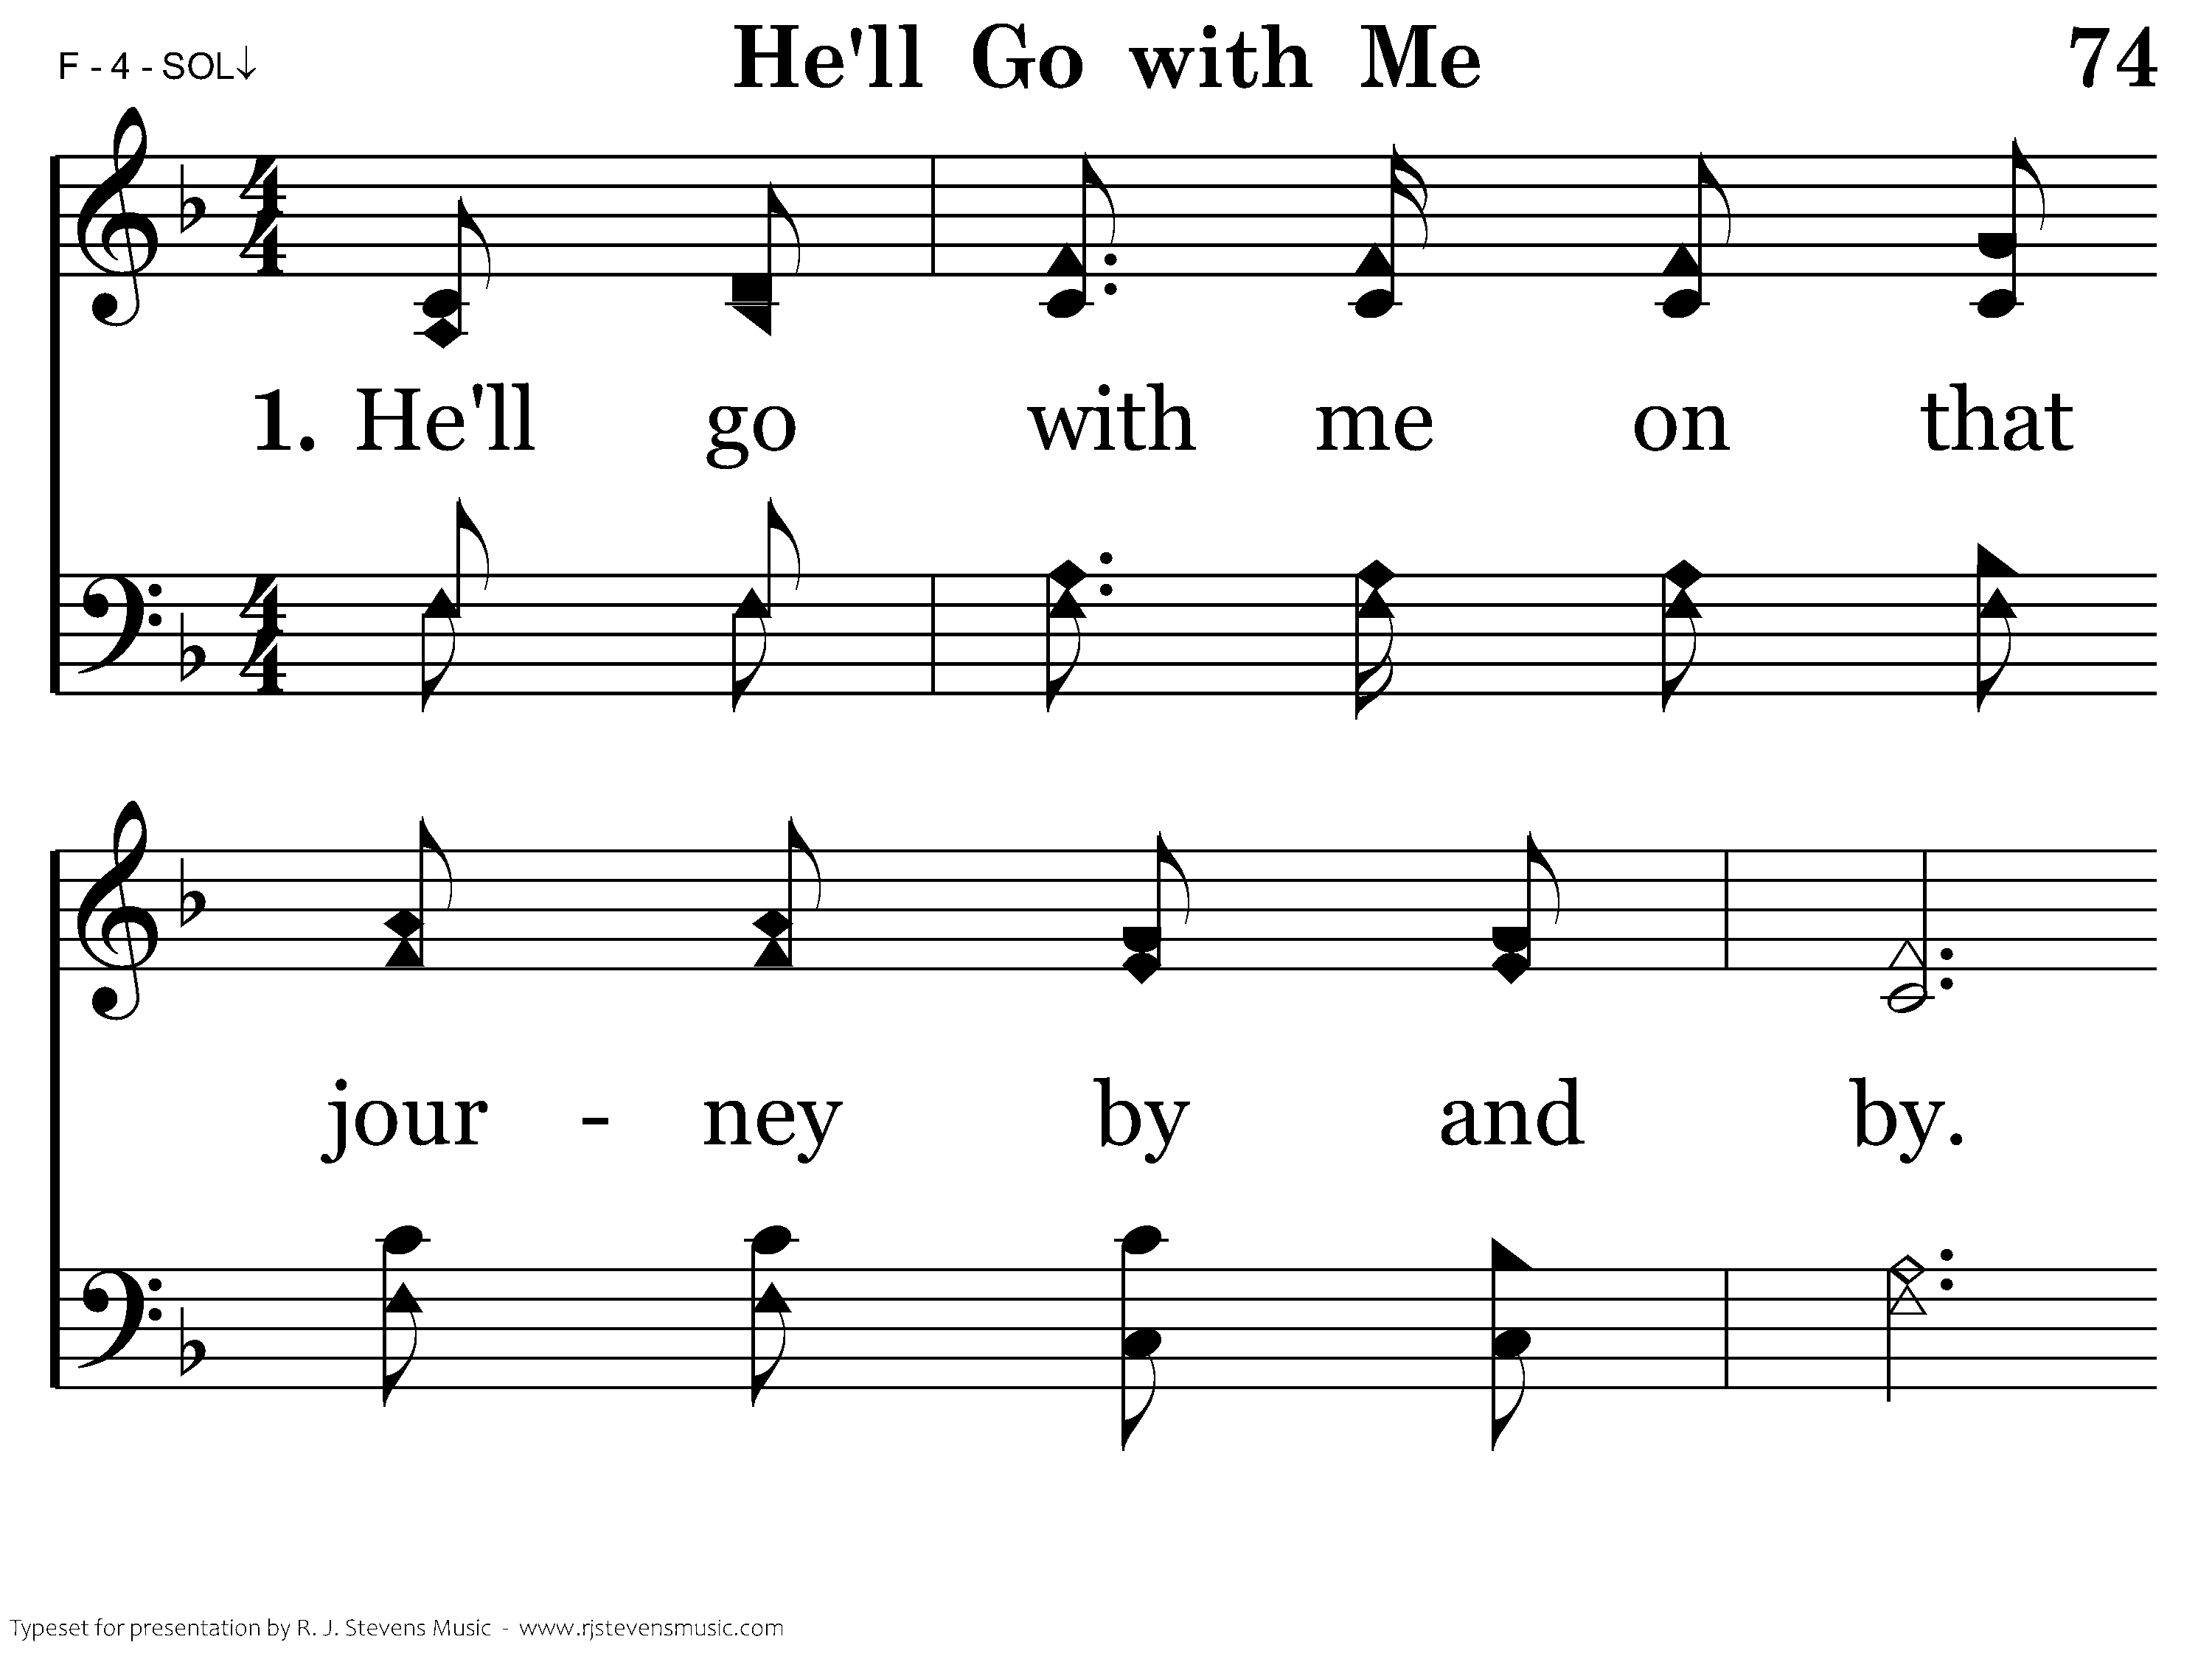 F - 4 - SOL↓
He'll Go with Me
74
1. He'll go with me on that
jour - ney by and by.
Typeset for presentation by R. J. Stevens Music - www.rjstevensmusic.com